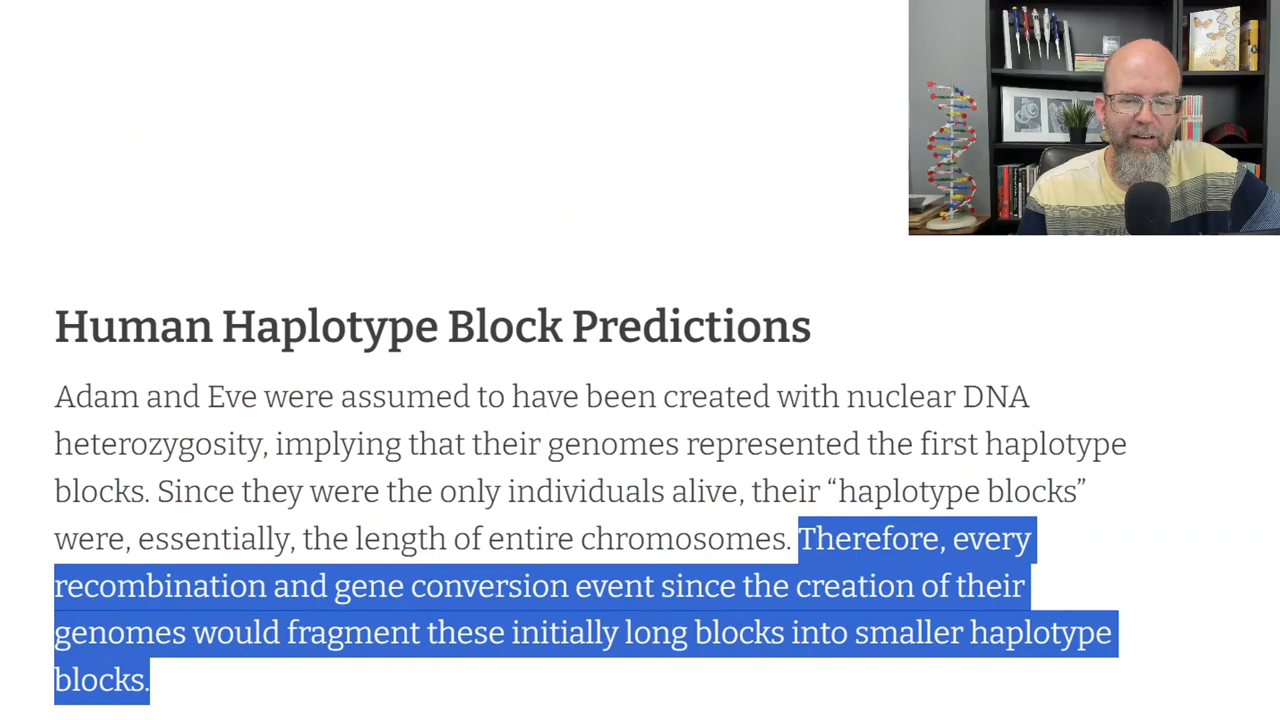 Human Haplotype Block Predictions
Adam and Eve were assumed to have been created with nuclear DNA
heterozygosity, implying that their genomes represented the first haplotype
blocks. Since they were the only individuals alive, their “haplotype blocks”
were, essentially, the length of entire chromosomes. Therefore, every
recombination and gene conversion event since the creation of their
genomes would fragment these initially long blocks into smaller haplotype
blocks.